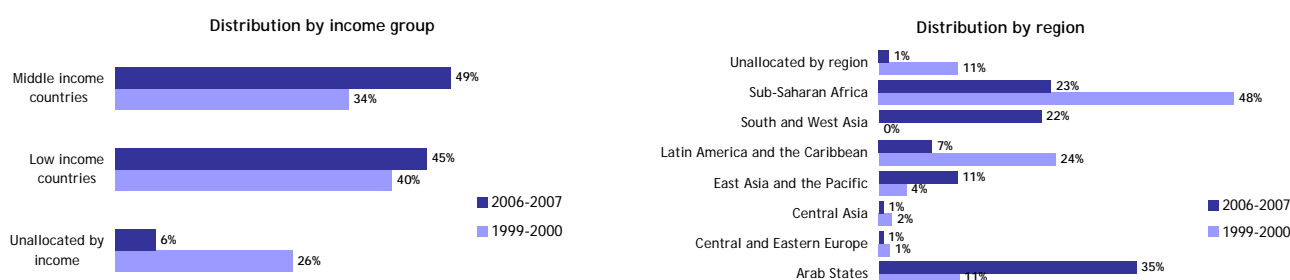 Distribution by income group
Middle income
countries
49%
34%
Low income
countries
45%
40%
Unallocated by
income
6%
26%
2006-2007
1999-2000
Distribution by region
Unallocated by region
1%
11%
Sub-Saharan Africa
23%
48%
South and West Asia
22%
0%
Latin America and the Caribbean
7%
24%
East Asia and the Pacific
11%
4%
Central Asia
1%
2%
Central and Eastern Europe
1%
1%
Arab States
35%
11%
2006-2007
1999-2000